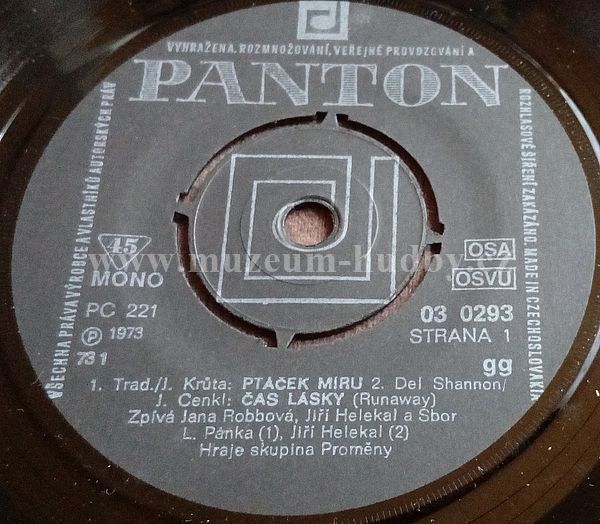 VYHRAŽENA. ROZMNOŽOVÁNÍ, VEŘEJNÉ PROVOZOVÁNÍ A
PANTON
VŠECHNA PRÁVA VÝROBCE A VLASTNÍKŮ AUTORSKÝCH PRÁV
ROZHLASOVÉ ŠÍŘENÍ ZAKÁZÁNO. MADE IN CZECHOSLOVAKIA
45
MONO
OSA
OSVU
www.muzeum-hudby.cz
PC 221
03 0293
℗ 1973
STRANA 1
73 1
gg
1. Trad./J. Krůta: PTÁČEK MÍRU 2. Del Shannon/
J. Cenkl: ČAS LÁSKY (Runaway)
Zpívá Jana Robbová, Jiří Helekal a Sbor
L. Pánka (1), Jiří Helekal (2)
Hraje skupina Proměny